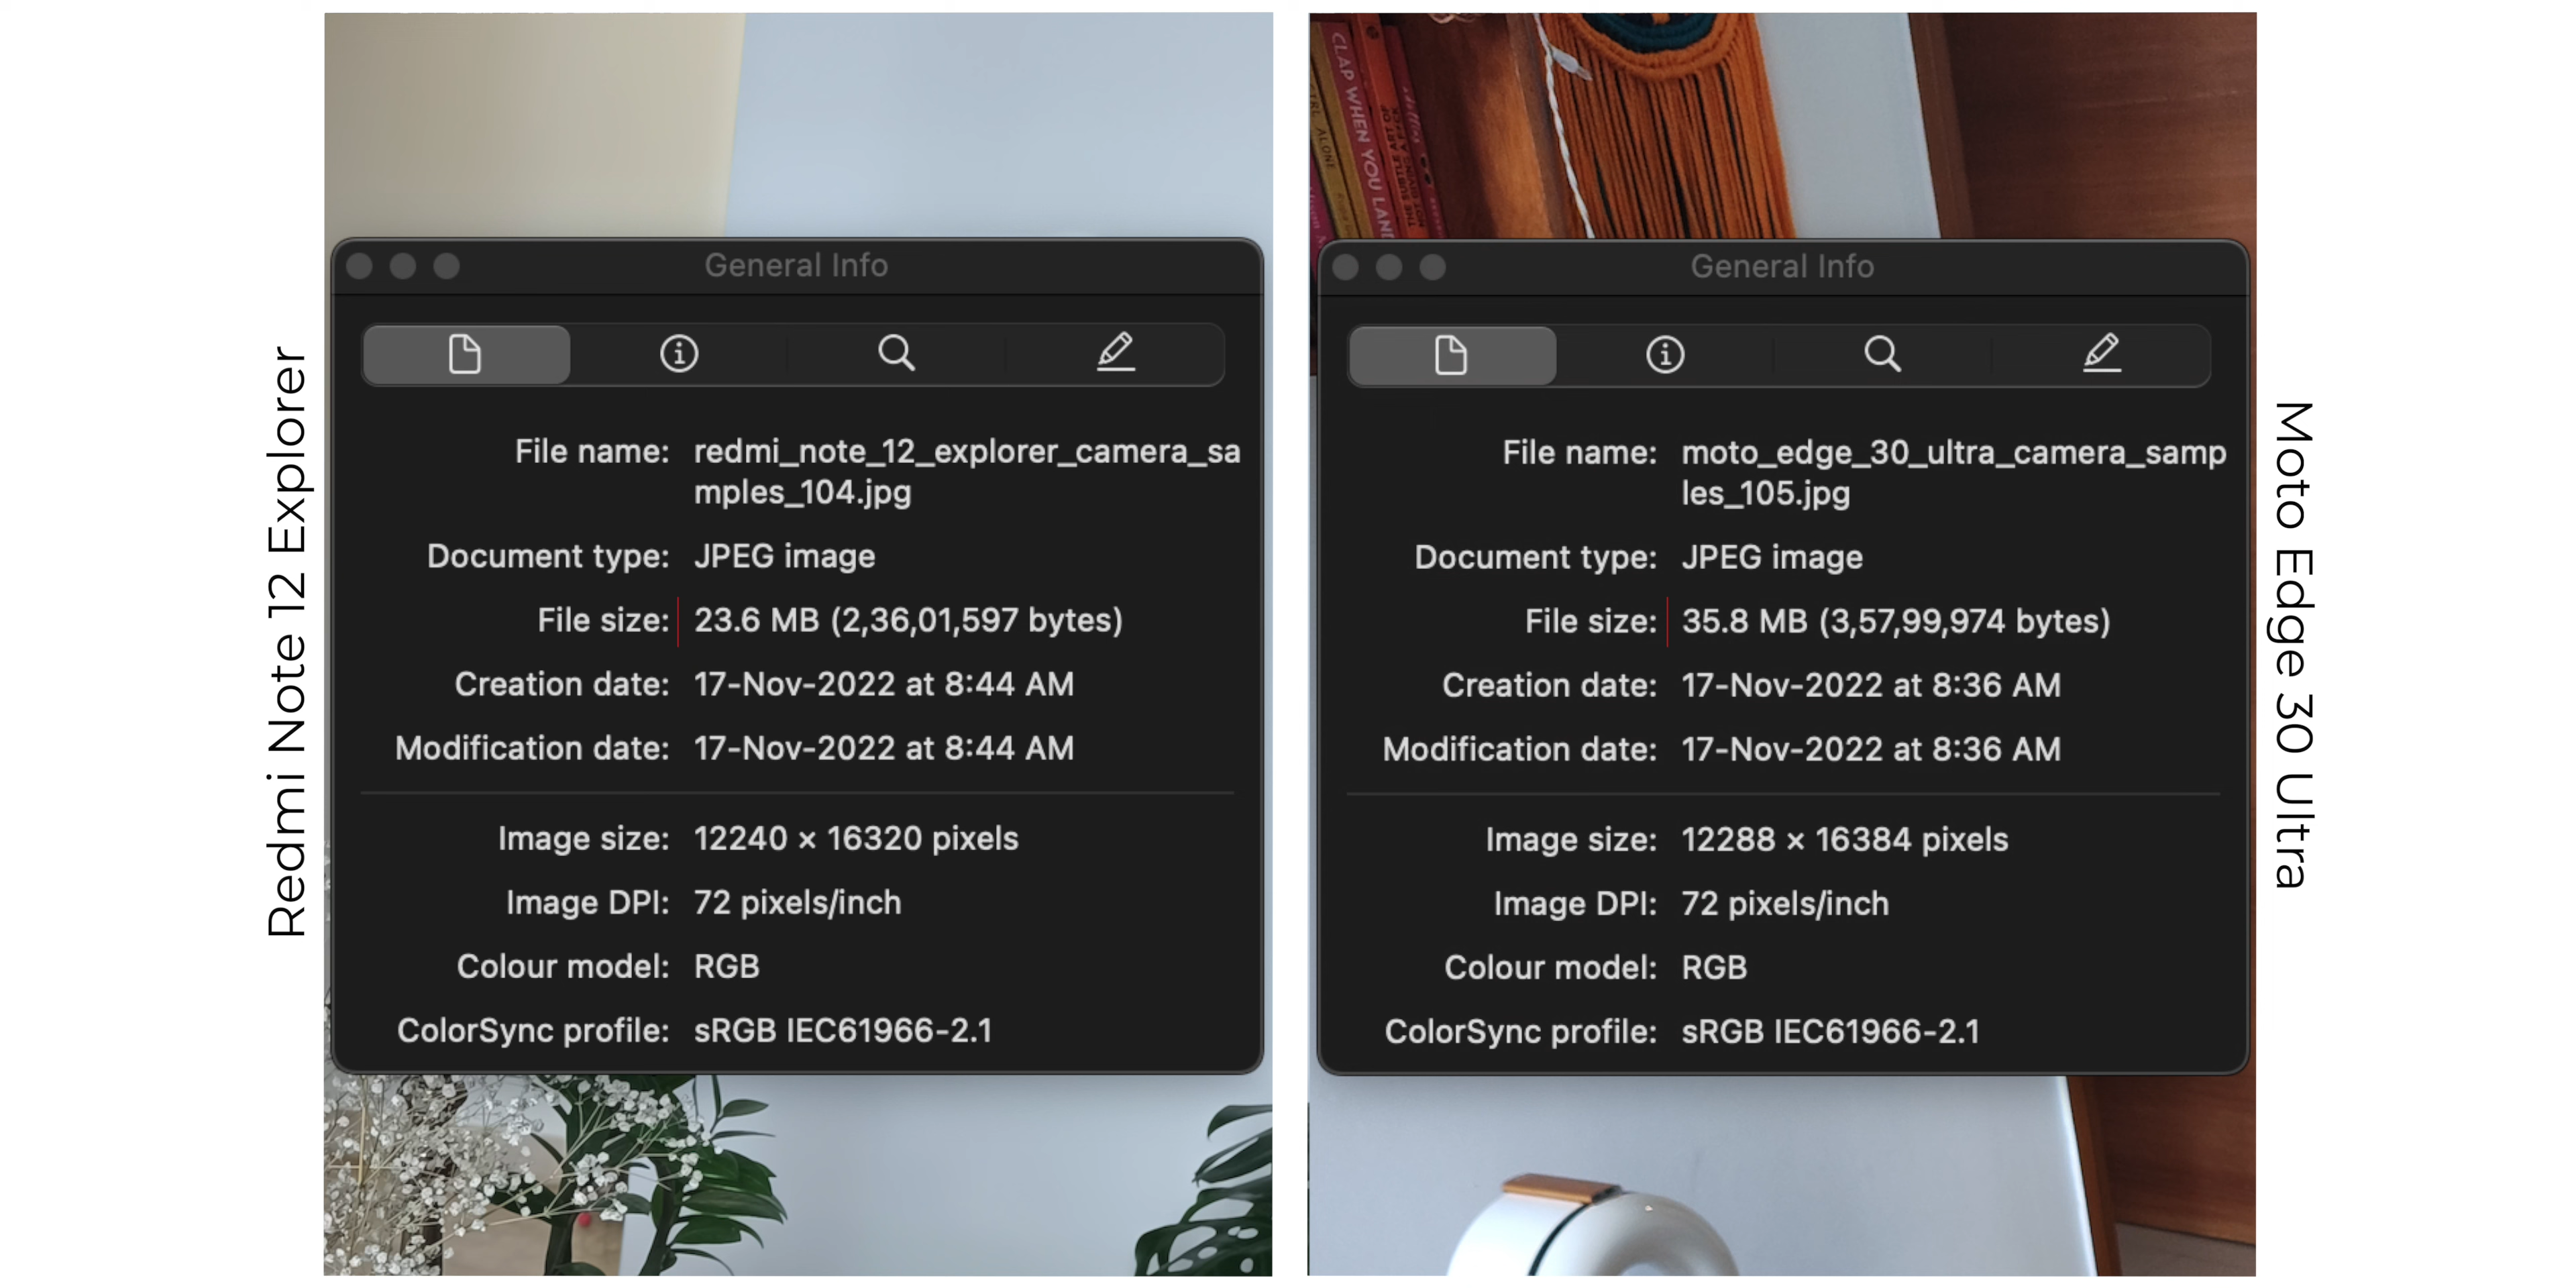 Redmi Note 12 Explorer
General Info
File name: redmi_note_12_explorer_camera_sa
mples_104.jpg
Document type: JPEG image
File size: 23.6 MB (2,36,01,597 bytes)
Creation date: 17-Nov-2022 at 8:44 AM
Modification date: 17-Nov-2022 at 8:44 AM
Image size: 12240 × 16320 pixels
Image DPI: 72 pixels/inch
Colour model: RGB
ColorSync profile: sRGB IEC61966-2.1
CLAP WHEN YOU LAND
ALONE
THE SUBTLE ART OF
General Info
File name: moto_edge_30_ultra_camera_samp
les_105.jpg
Document type: JPEG image
File size: 35.8 MB (3,57,99,974 bytes)
Creation date: 17-Nov-2022 at 8:36 AM
Modification date: 17-Nov-2022 at 8:36 AM
Image size: 12288 × 16384 pixels
Image DPI: 72 pixels/inch
Colour model: RGB
ColorSync profile: sRGB IEC61966-2.1
Moto Edge 30 Ultra